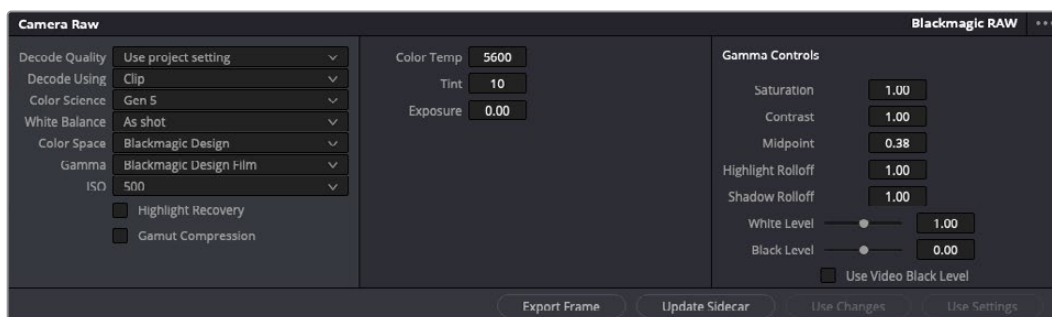 Camera Raw Blackmagic RAW
Decode Quality Use project setting
Decode Using Clip
Color Science Gen 5
White Balance As shot
Color Space Blackmagic Design
Gamma Blackmagic Design Film
ISO 500
Highlight Recovery
Gamut Compression
Color Temp 5600
Tint 10
Exposure 0.00
Gamma Controls
Saturation 1.00
Contrast 1.00
Midpoint 0.38
Highlight Rolloff 1.00
Shadow Rolloff 1.00
White Level 1.00
Black Level 0.00
Use Video Black Level
Export Frame Update Sidecar Use Changes Use Settings